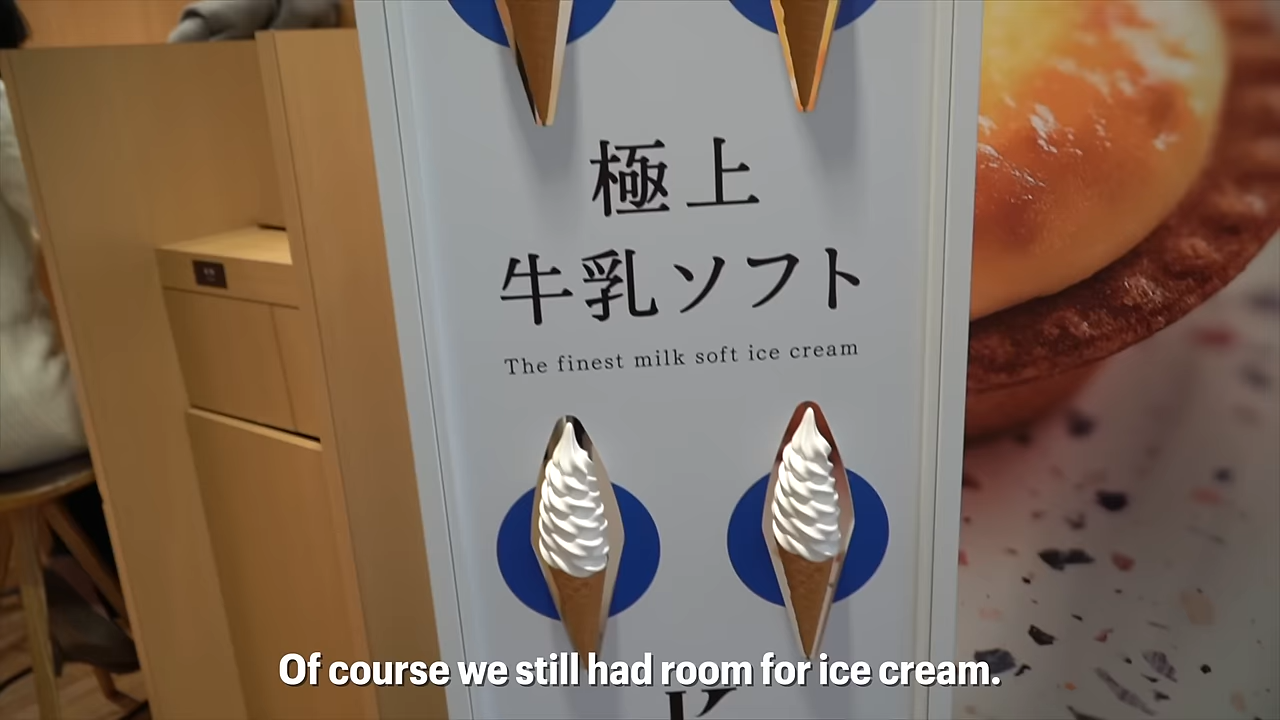 極上
牛乳ソフト
The finest milk soft ice cream
Of course we still had room for ice cream.